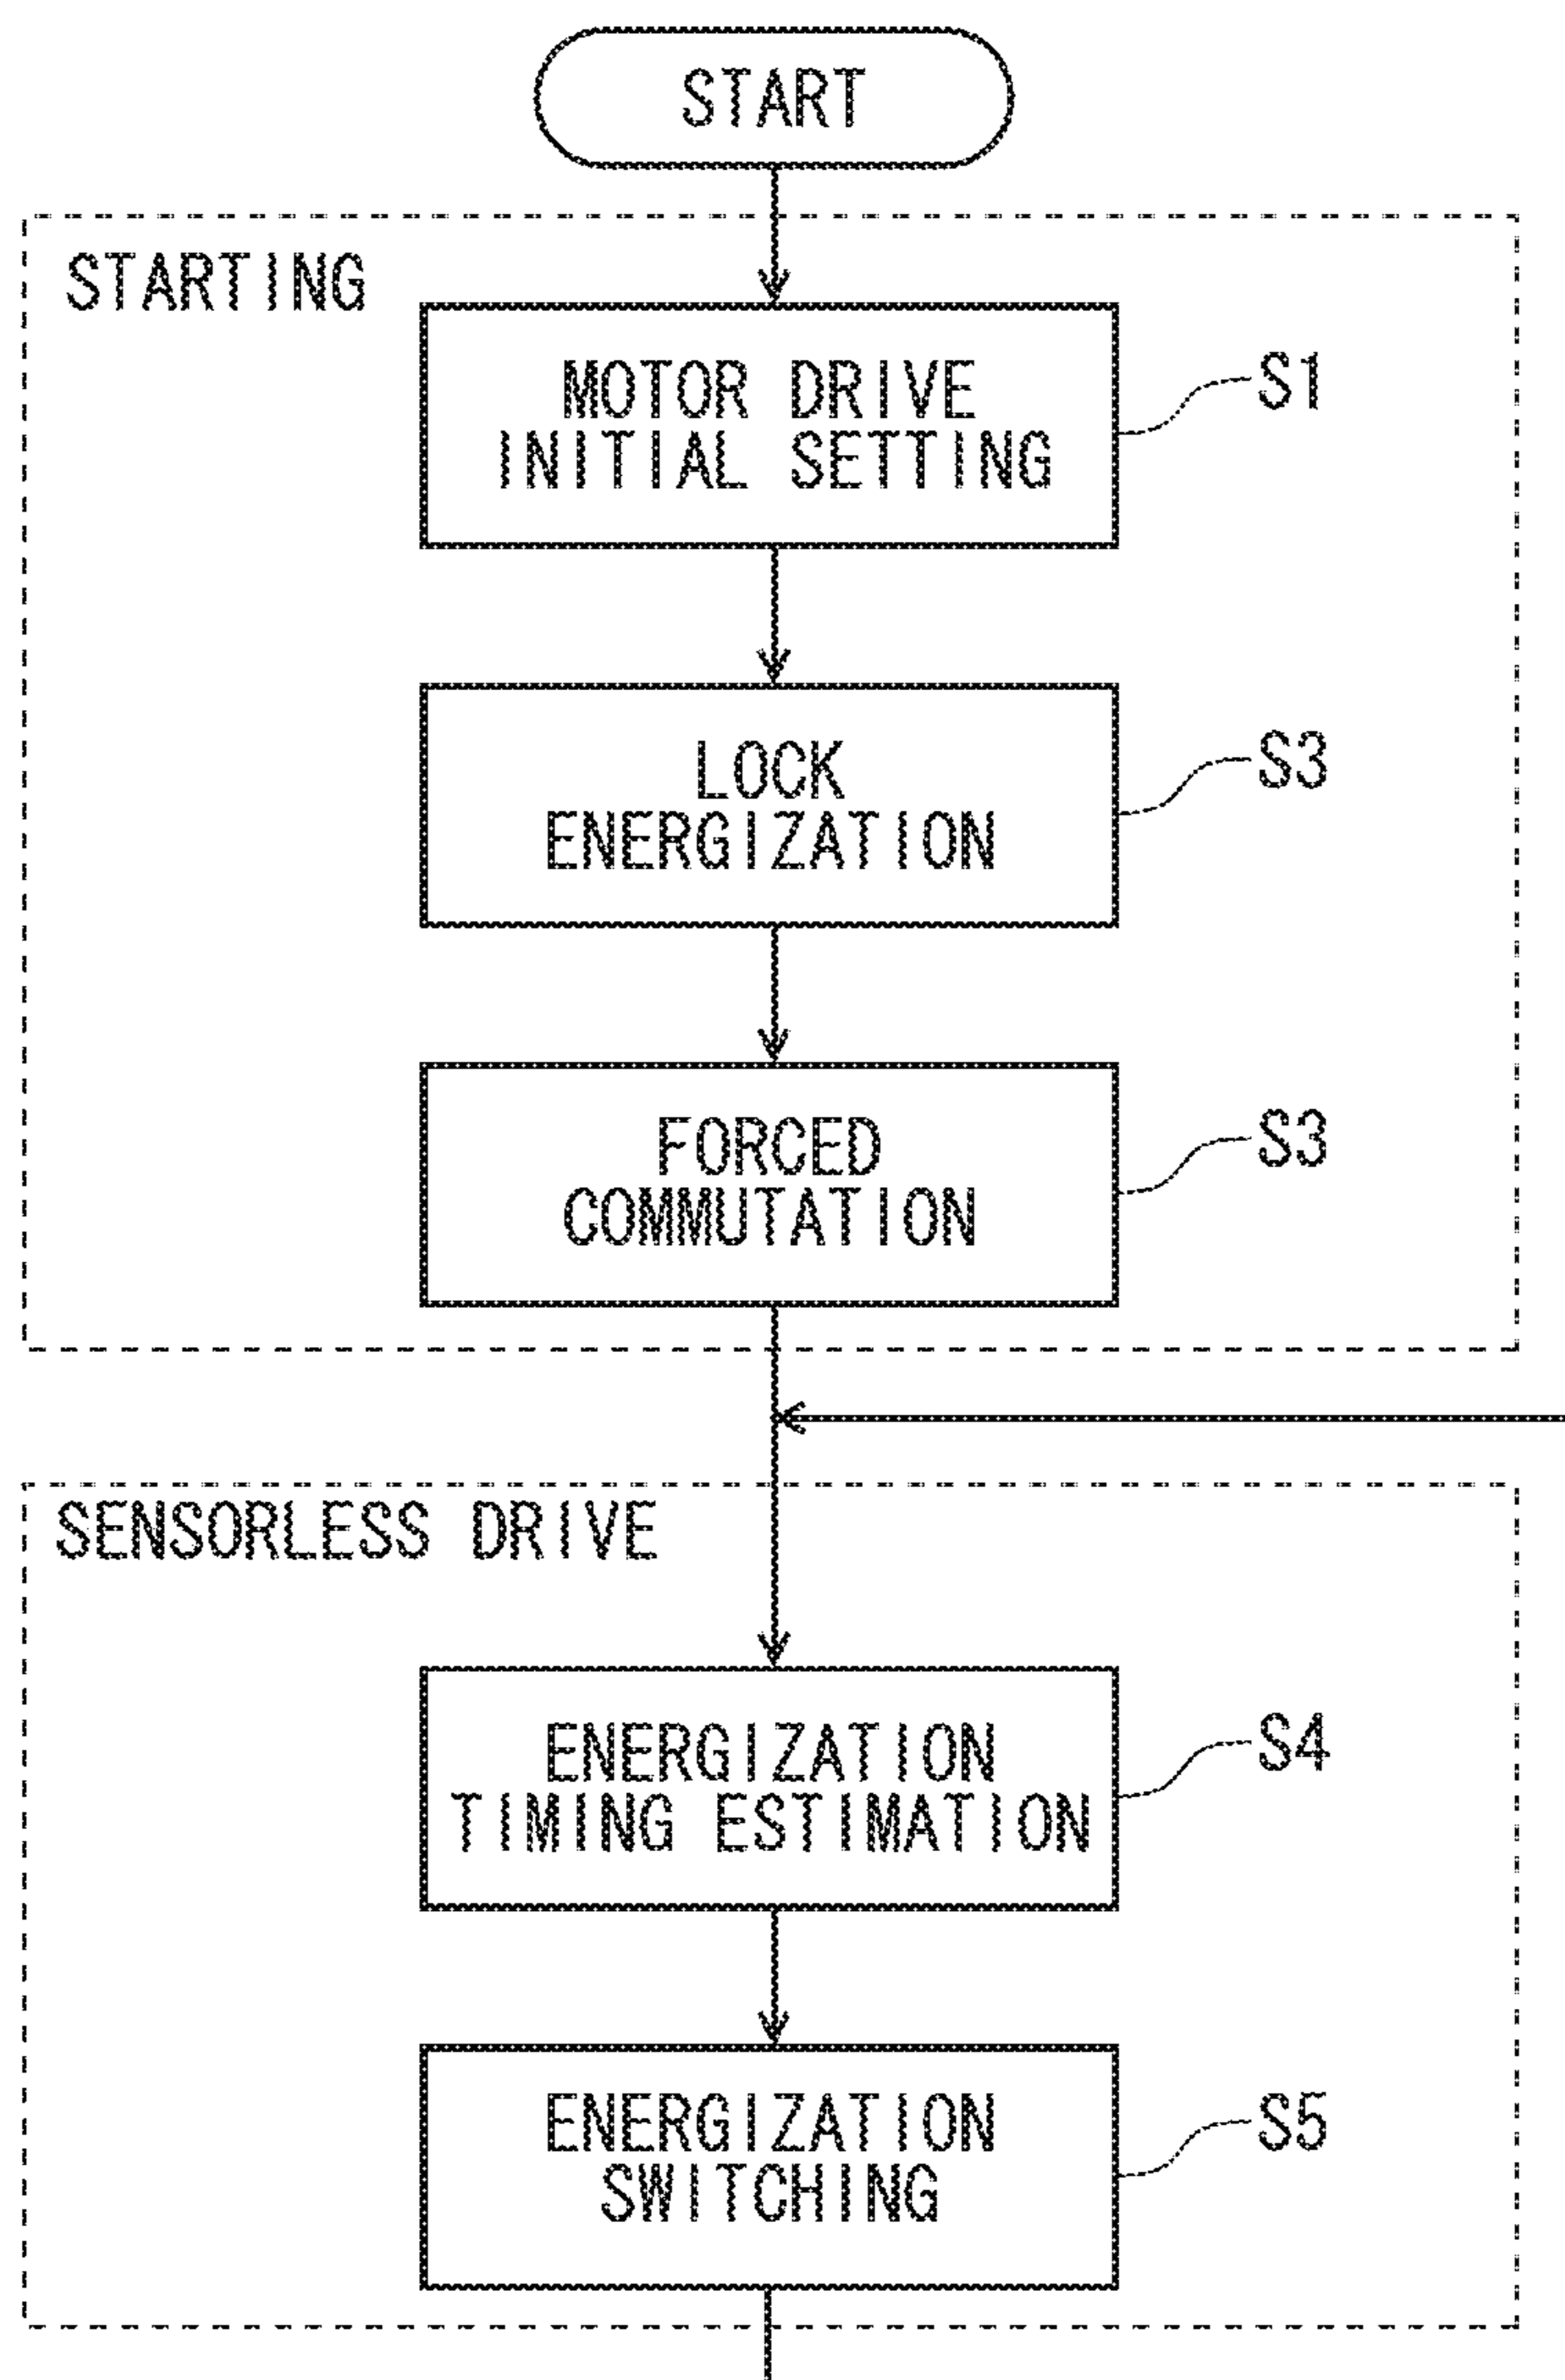 START
STARTING
MOTOR DRIVE
INITIAL SETTING
S1
LOCK
ENERGIZATION
S3
FORCED
COMMUTATION
S3
SENSORLESS DRIVE
ENERGIZATION
TIMING ESTIMATION
S4
ENERGIZATION
SWITCHING
S5